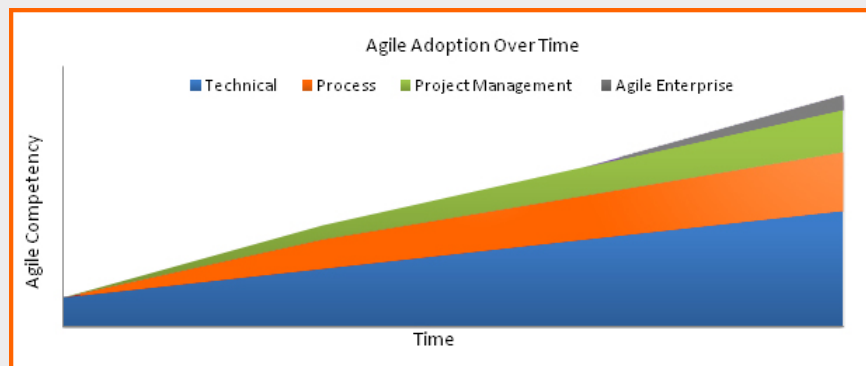 Agile Adoption Over Time
Technical Process Project Management Agile Enterprise
Agile Competency
Time